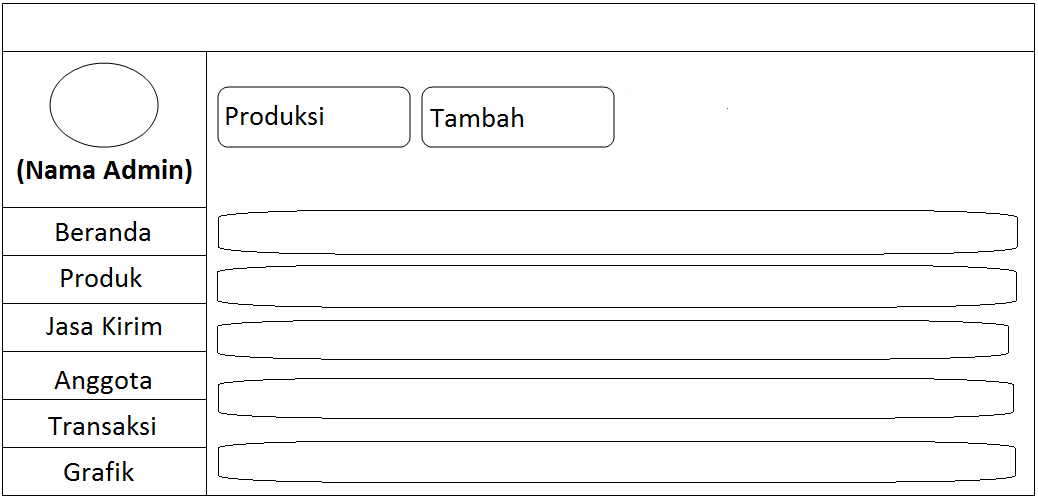 (Nama Admin)
Beranda
Produk
Jasa Kirim
Anggota
Transaksi
Grafik
Produksi
Tambah